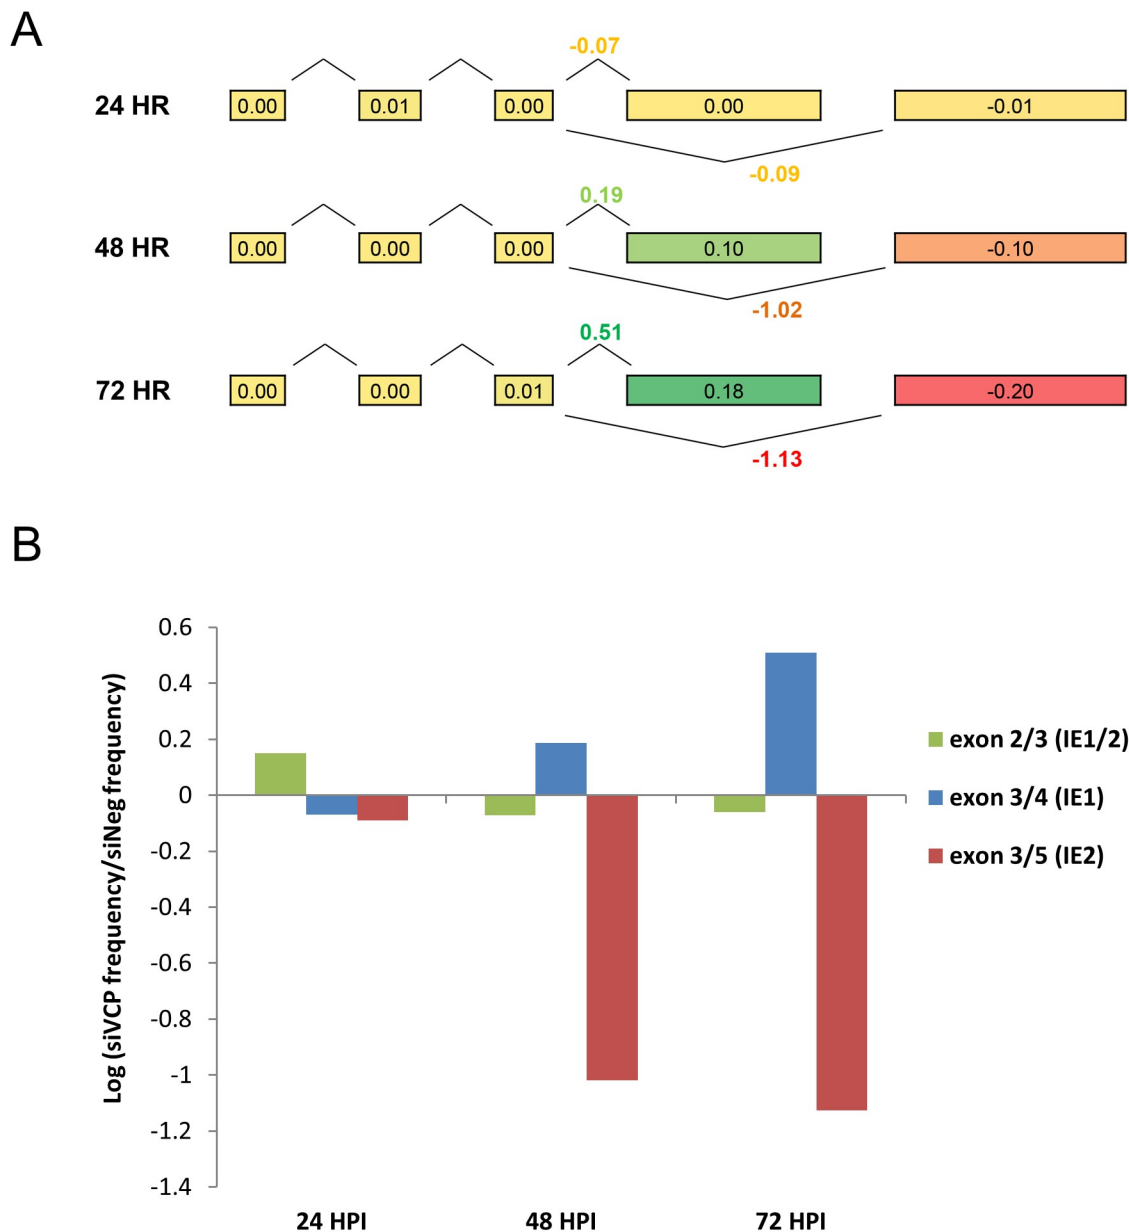 A
-0.07
24 HR
0.00 0.01 0.00 0.00 -0.01
-0.09
0.19
48 HR
0.00 0.00 0.00 0.10 -0.10
-1.02
0.51
72 HR
0.00 0.00 0.01 0.18 -0.20
-1.13
B
Log (siVCP frequency/siNeg frequency)
0.6
0.4
0.2
0
-0.2
-0.4
-0.6
-0.8
-1
-1.2
-1.4
24 HPI 48 HPI 72 HPI
exon 2/3 (IE1/2)
exon 3/4 (IE1)
exon 3/5 (IE2)